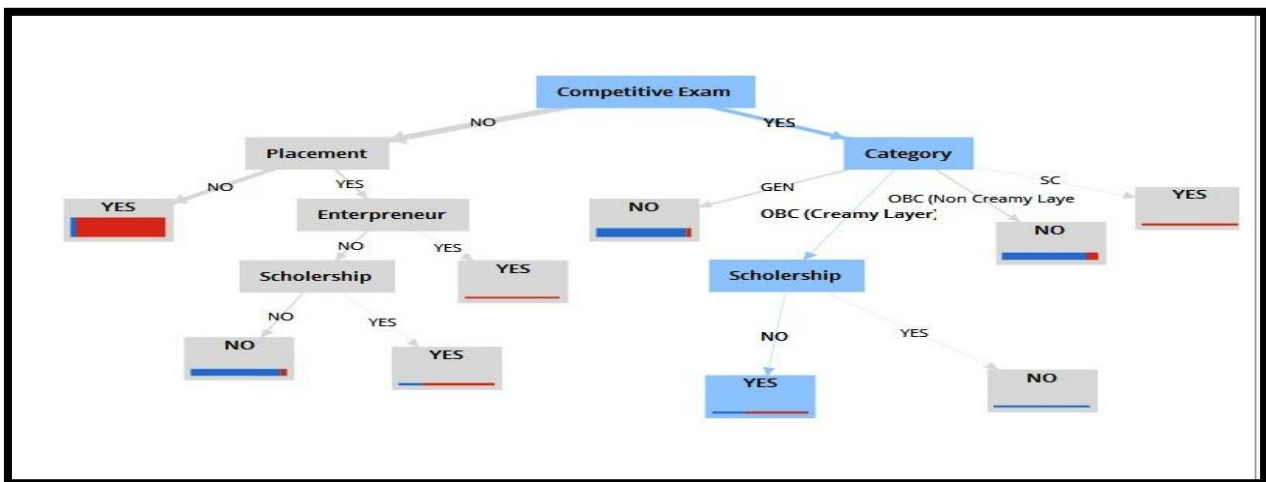 Competitive Exam
NO
YES
Placement
Category
NO
YES
GEN
SC
YES
Enterpreneur
NO
OBC (Creamy Layer)
OBC (Non Creamy Laye
NO
YES
NO
YES
Scholership
YES
Scholership
NO
YES
NO
YES
NO
YES
YES
NO